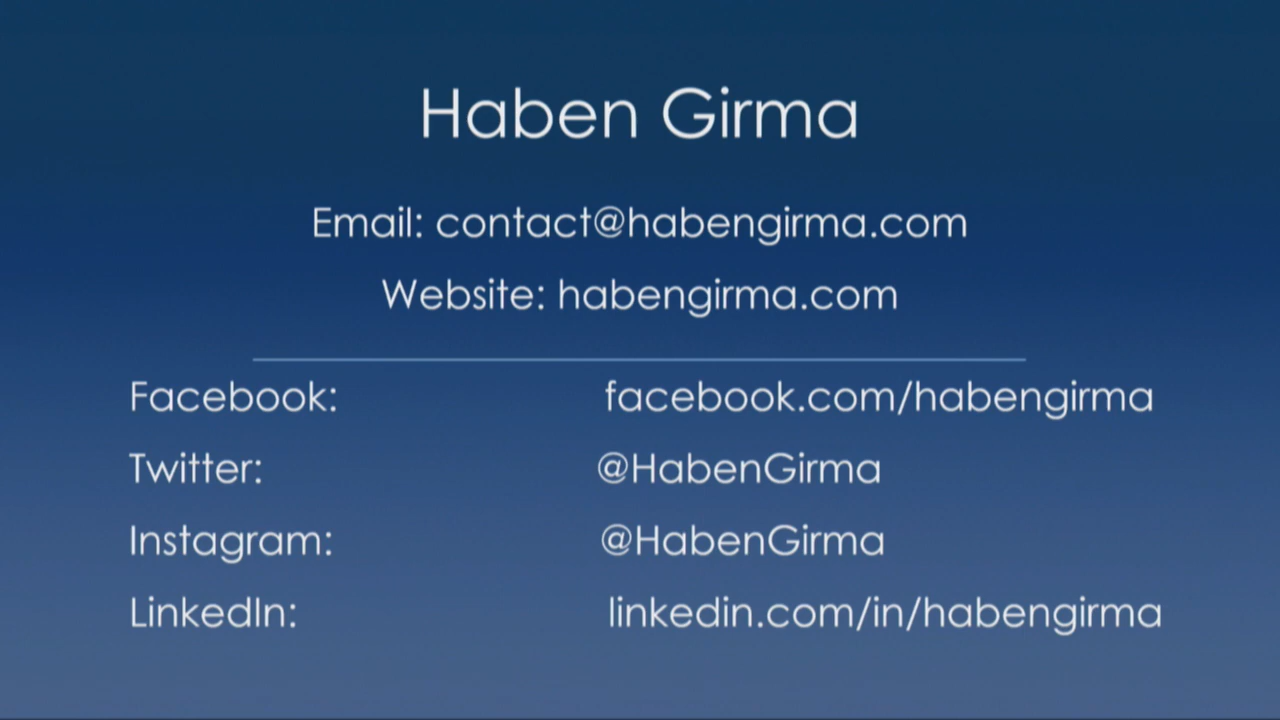 Haben Girma
Email: contact@habengirma.com
Website: habengirma.com
Facebook: facebook.com/habengirma
Twitter: @HabenGirma
Instagram: @HabenGirma
LinkedIn: linkedin.com/in/habengirma